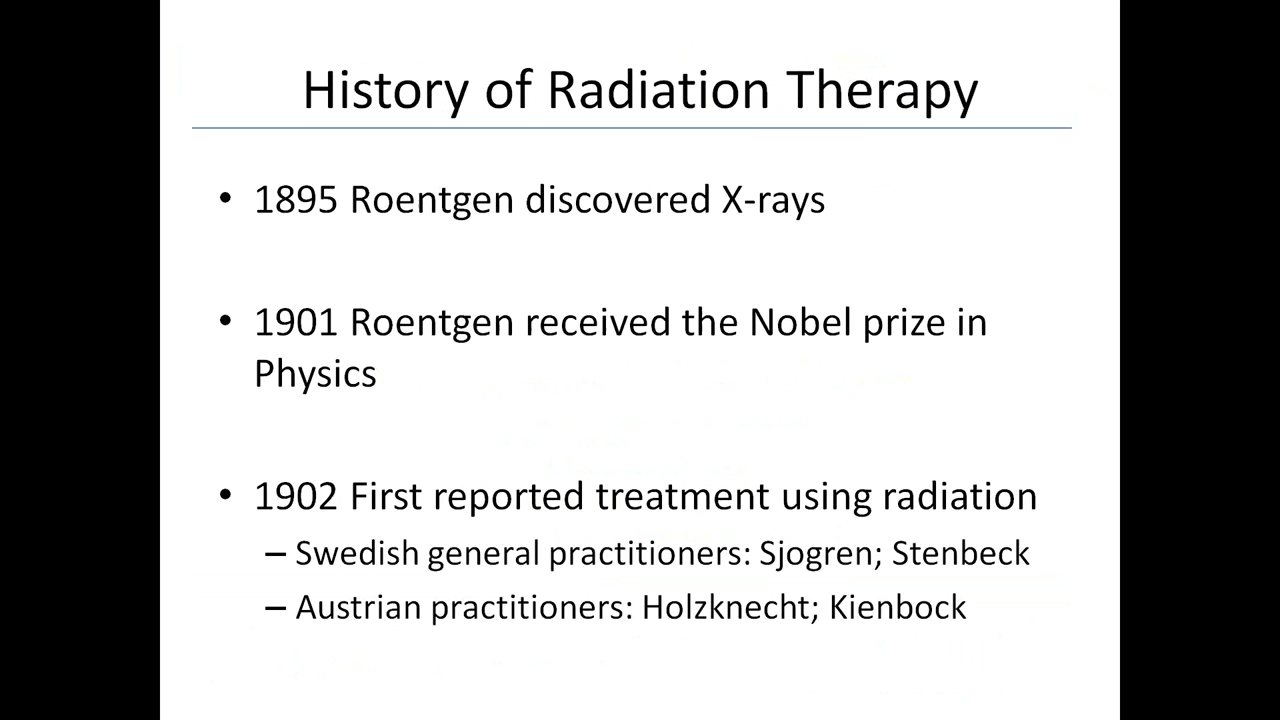 History of Radiation Therapy
• 1895 Roentgen discovered X-rays
• 1901 Roentgen received the Nobel prize in
Physics
• 1902 First reported treatment using radiation
– Swedish general practitioners: Sjogren; Stenbeck
– Austrian practitioners: Holzknecht; Kienbock